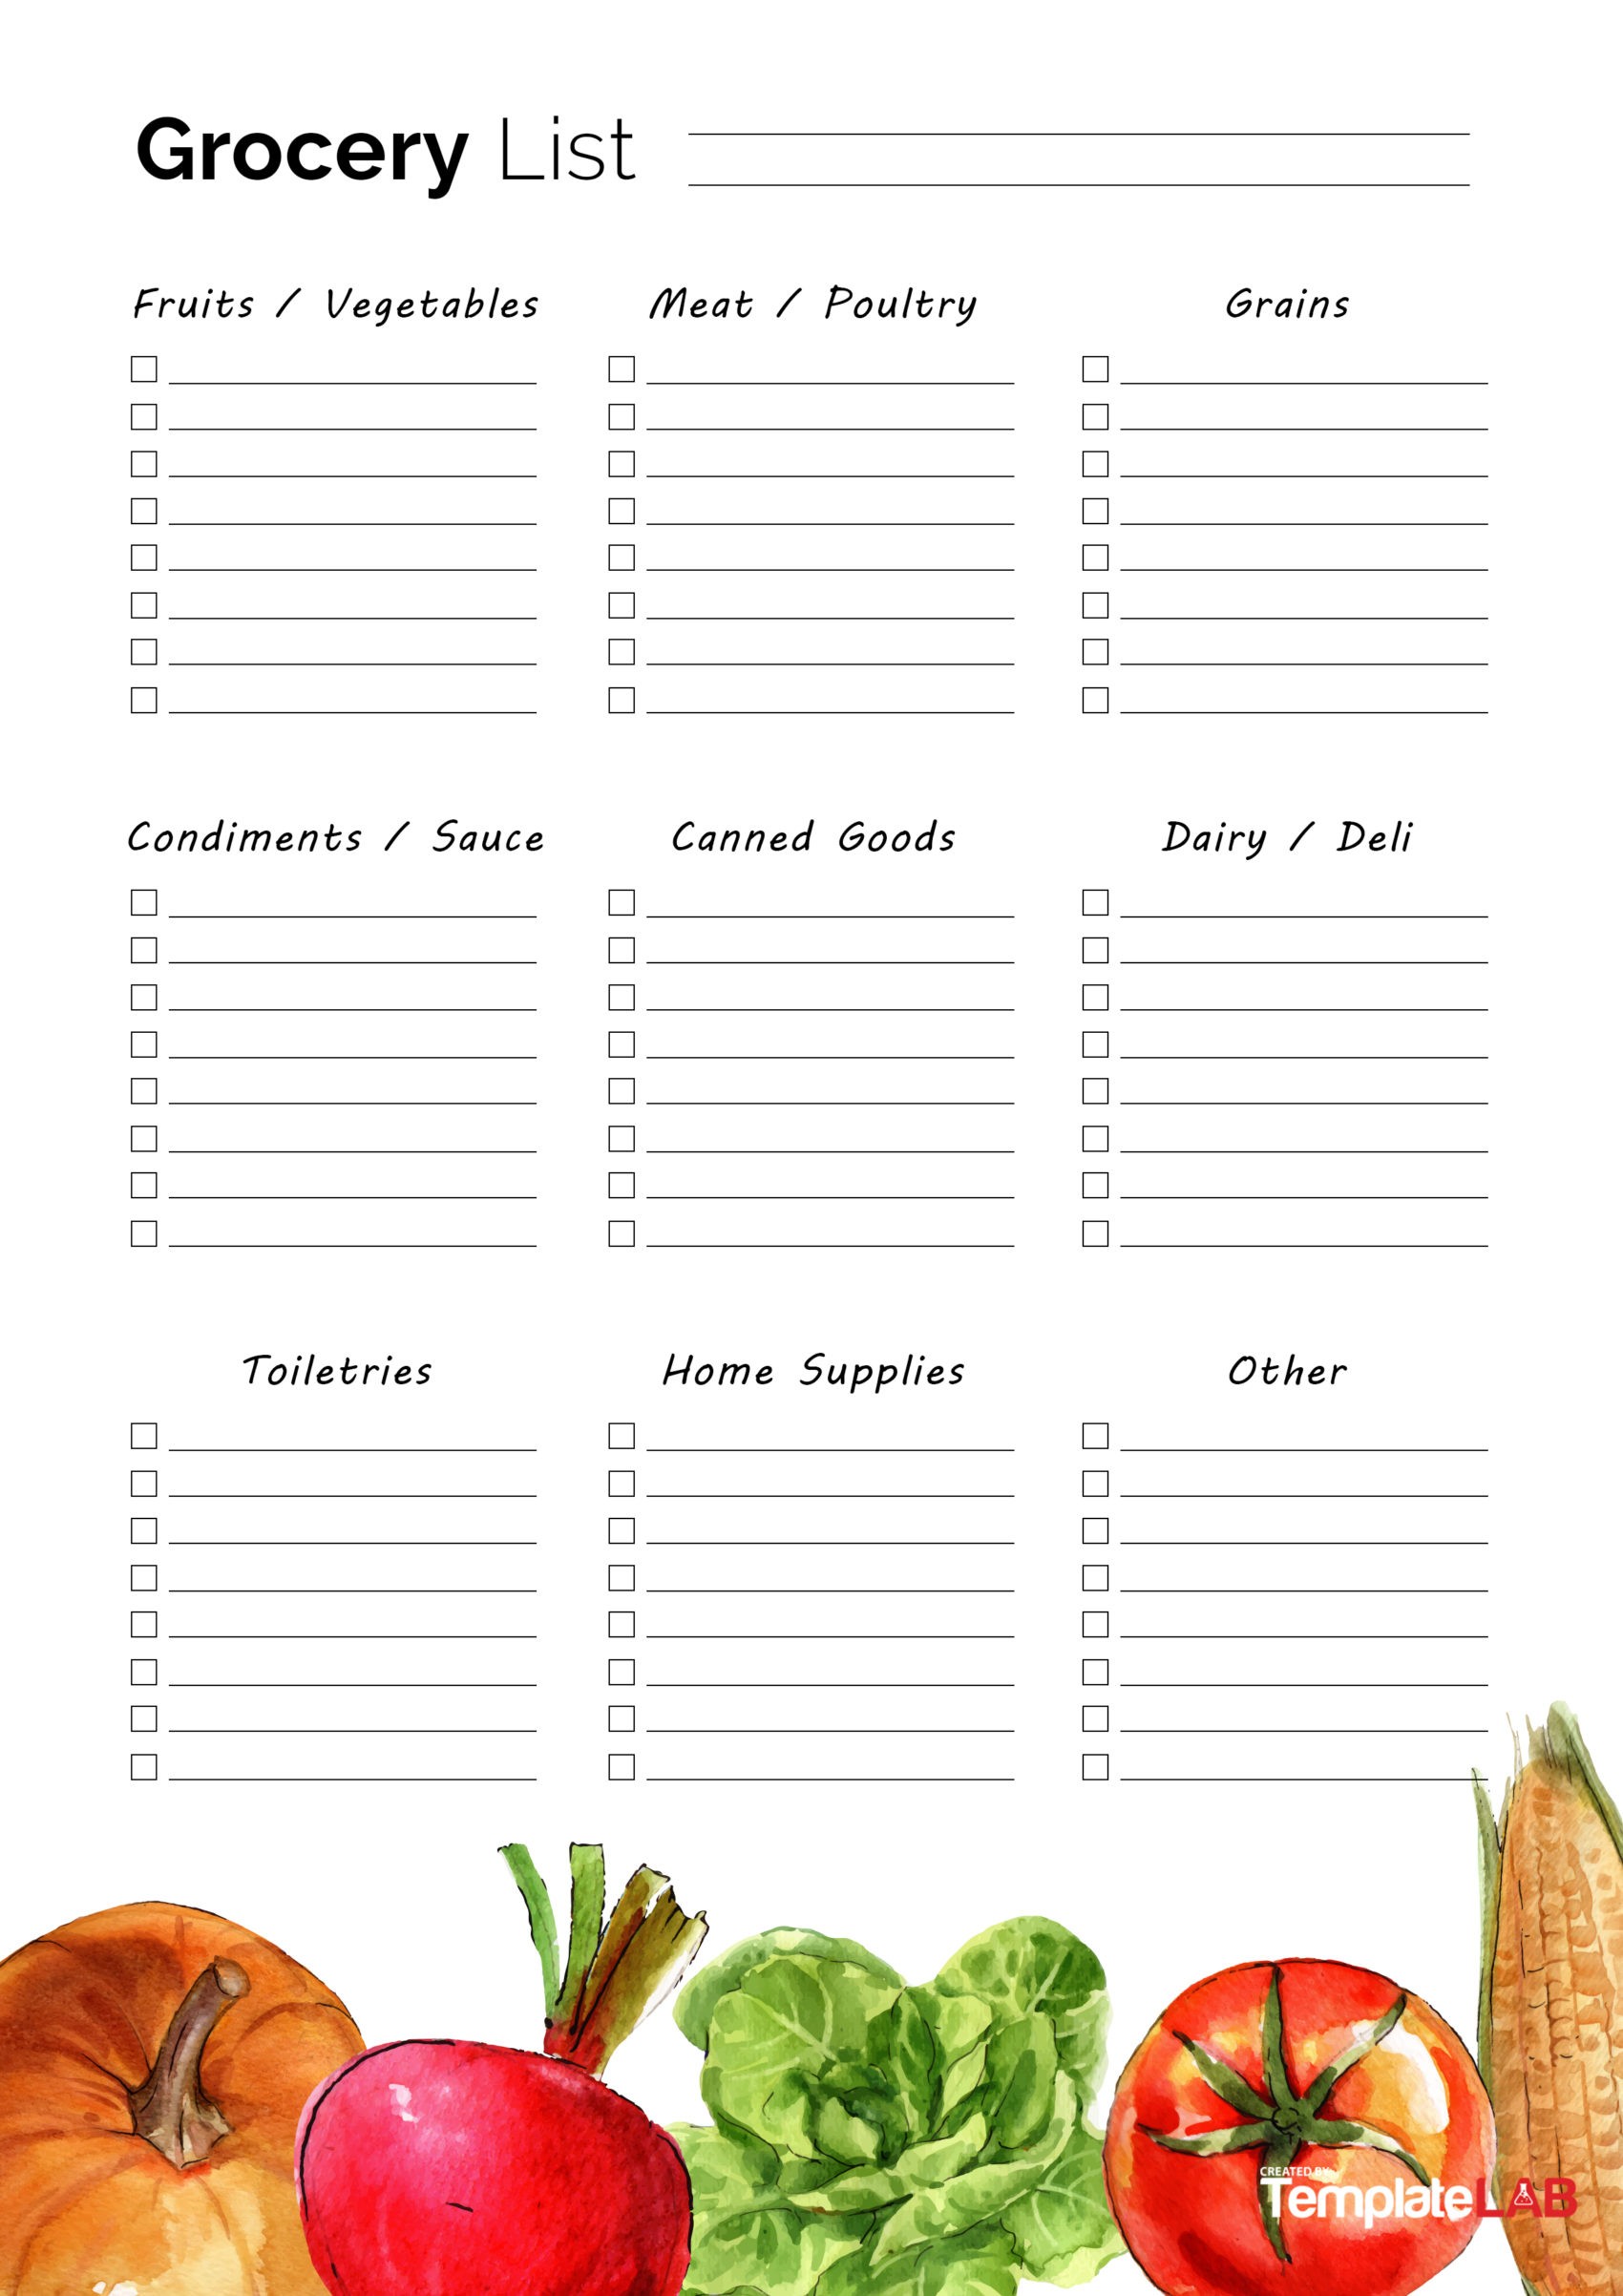 Grocery List
Fruits / Vegetables
Meat / Poultry
Grains
Condiments / Sauce
Canned Goods
Dairy / Deli
Toiletries
Home Supplies
Other
CREATED BY
TemplateLAB